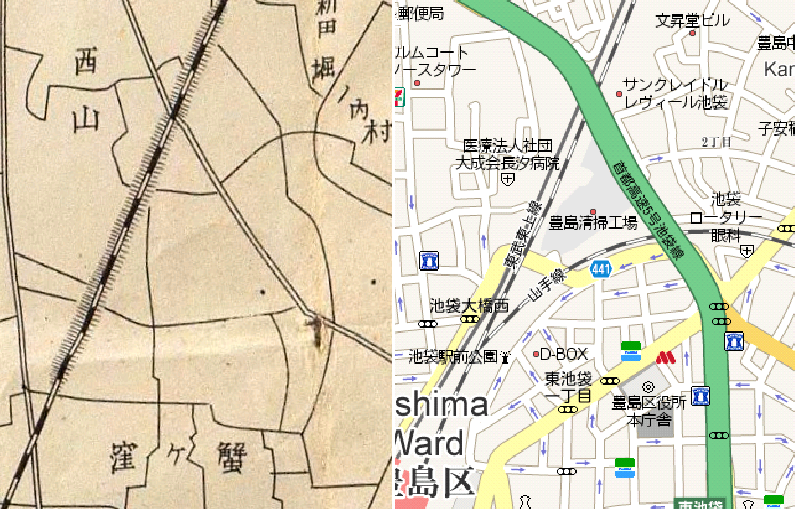 新田
堀
ノ
内
村
西
山
蟹
ヶ
窪
郵便局
ルムコート
ノースタワー
文昇堂ビル
豊島中
Kar
サンクレイドル
レヴィール池袋
子安稲
2丁目
医療法人社団
大成会長汐病院
首都高速5号池袋線
池袋
ロータリー
眼科
豊島清掃工場
東武東上線
441
山手線
池袋大橋西
池袋駅前公園
D-BOX
東池袋
一丁目
豊島区役所
本庁舎
shima
Ward
豊島区
東池袋